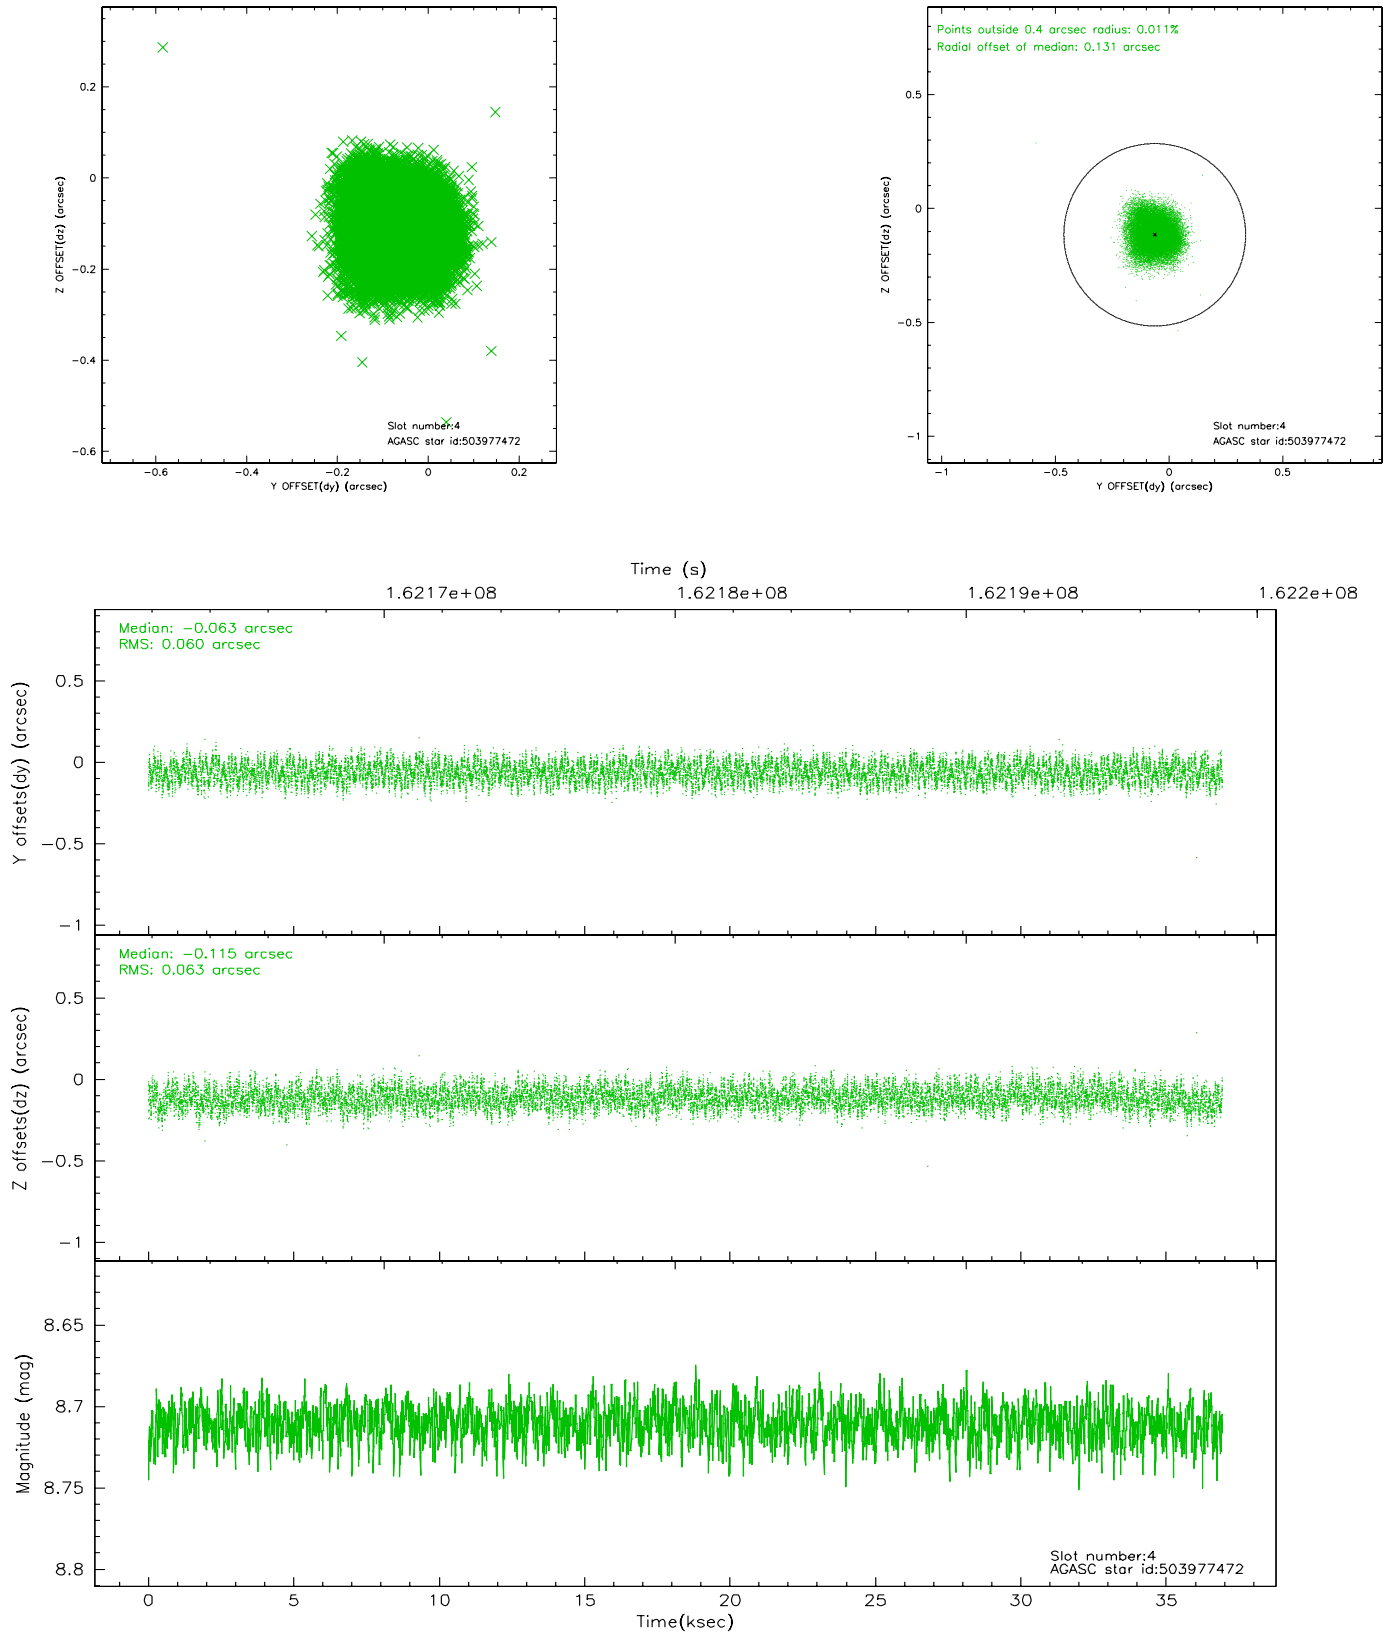 0.2
0
−0.2
−0.4
−0.6
Z OFFSET(dz) (arcsec)
Slot number:4
AGASC star id:503977472
−0.6 −0.4 −0.2 0 0.2
Y OFFSET(dy) (arcsec)
Points outside 0.4 arcsec radius: 0.011%
Radial offset of median: 0.131 arcsec
0.5
0
−0.5
−1
Z OFFSET(dz) (arcsec)
Slot number:4
AGASC star id:503977472
−1 −0.5 0 0.5
Y OFFSET(dy) (arcsec)
Time (s)
1.6217e+08 1.6218e+08 1.6219e+08 1.622e+08
Median: −0.063 arcsec
RMS: 0.060 arcsec
0.5
0
−0.5
−1
Y offsets(dy) (arcsec)
Median: −0.115 arcsec
RMS: 0.063 arcsec
0.5
0
−0.5
−1
Z offsets(dz) (arcsec)
8.65
8.7
8.75
8.8
Magnitude (mag)
Slot number:4
AGASC star id:503977472
0 5 10 15 20 25 30 35
Time(ksec)